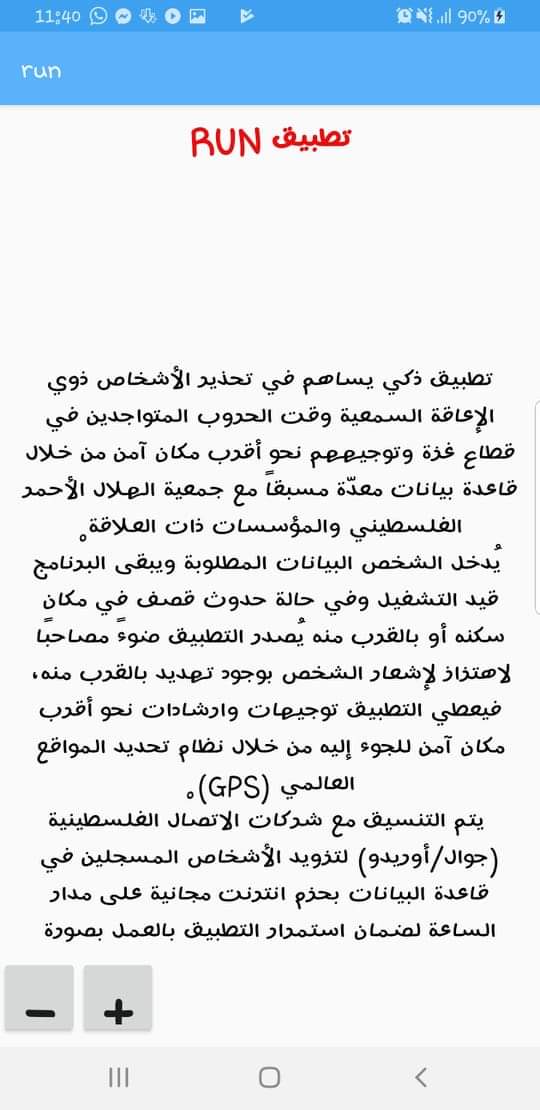 11:40
90%
run
تطبيق RUN
تطبيق ذكي يساهم في تحذير الأشخاص ذوي
الإعاقة السمعية وقت الحروب المتواجدين في
قطاع غزة وتوجيههم نحو أقرب مكان آمن من خلال
قاعدة بيانات معدّة مسبقاً مع جمعية الهلال الأحمر
الفلسطيني والمؤسسات ذات العلاقة.
يُدخل الشخص البيانات المطلوبة ويبقى البرنامج
قيد التشغيل وفي حالة حدوث قصف في مكان
سكنه أو بالقرب منه يُصدر التطبيق ضوءً مصاحباً
لاهتزاز لإشعار الشخص بوجود تهديد بالقرب منه،
فيعطي التطبيق توجيهات وارشادات نحو أقرب
مكان آمن للجوء إليه من خلال نظام تحديد المواقع
العالمي (GPS).
يتم التنسيق مع شركات الاتصال الفلسطينية
(جوال/أوريدو) لتزويد الأشخاص المسجلين في
قاعدة البيانات بحزم انترنت مجانية على مدار
الساعة لضمان استمرار التطبيق بالعمل بصورة
− +